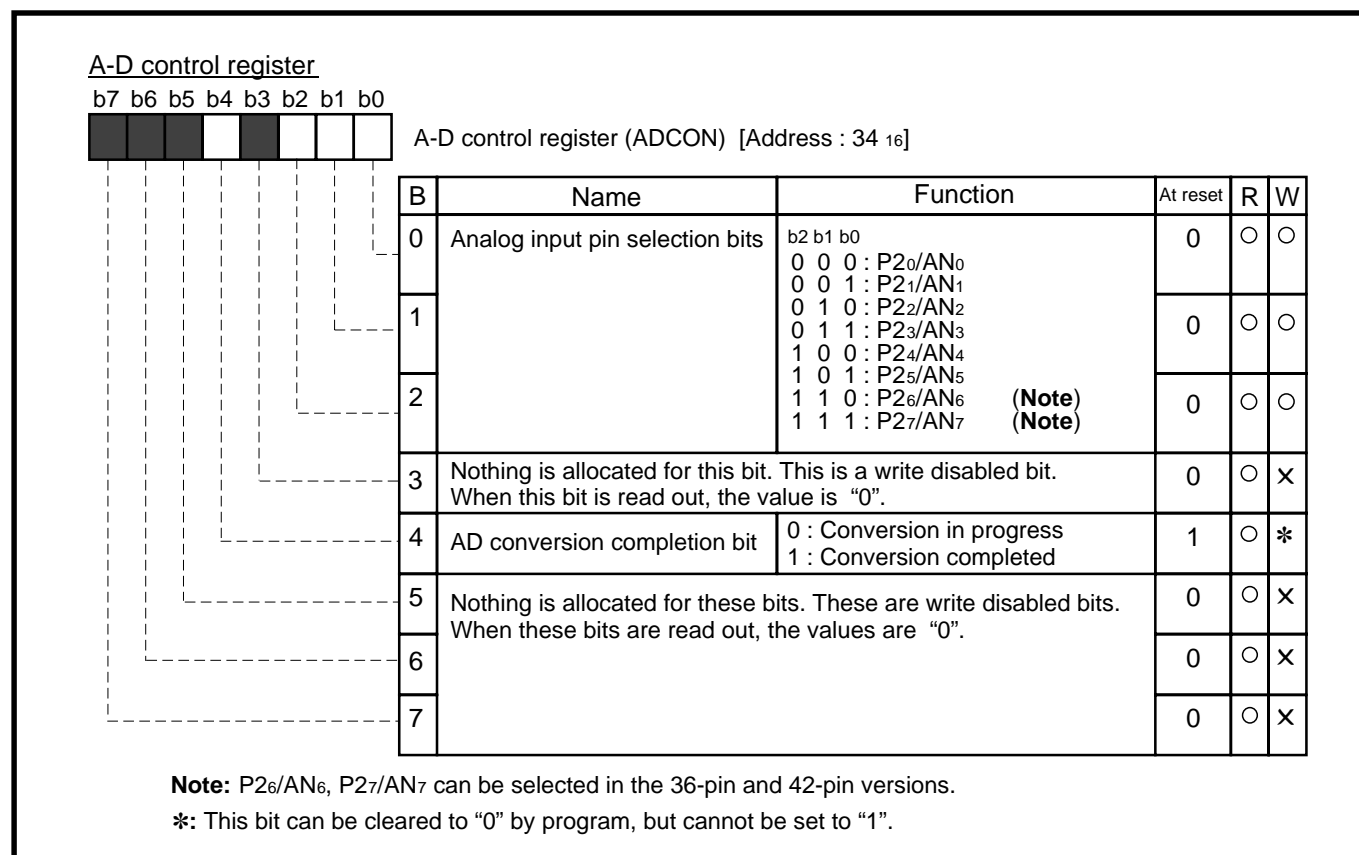 A-D control register
b7 b6 b5 b4 b3 b2 b1 b0
A-D control register (ADCON) [Address : 34 16]
B Name Function At reset R W
0 Analog input pin selection bits b2 b1 b0 0 ○ ○
0 0 0 : P20/AN0
0 0 1 : P21/AN1
0 1 0 : P22/AN2
1 0 ○ ○
0 1 1 : P23/AN3
1 0 0 : P24/AN4
1 0 1 : P25/AN5
2 0 ○ ○
1 1 0 : P26/AN6 (Note)
1 1 1 : P27/AN7 (Note)
3 Nothing is allocated for this bit. This is a write disabled bit. 0 ○ ×
When this bit is read out, the value is “0”.
4 AD conversion completion bit 0 : Conversion in progress 1 ○ ✻
1 : Conversion completed
5 Nothing is allocated for these bits. These are write disabled bits. 0 ○ ×
When these bits are read out, the values are “0”.
6 0 ○ ×
7 0 ○ ×
Note: P26/AN6, P27/AN7 can be selected in the 36-pin and 42-pin versions.
✻: This bit can be cleared to “0” by program, but cannot be set to “1”.